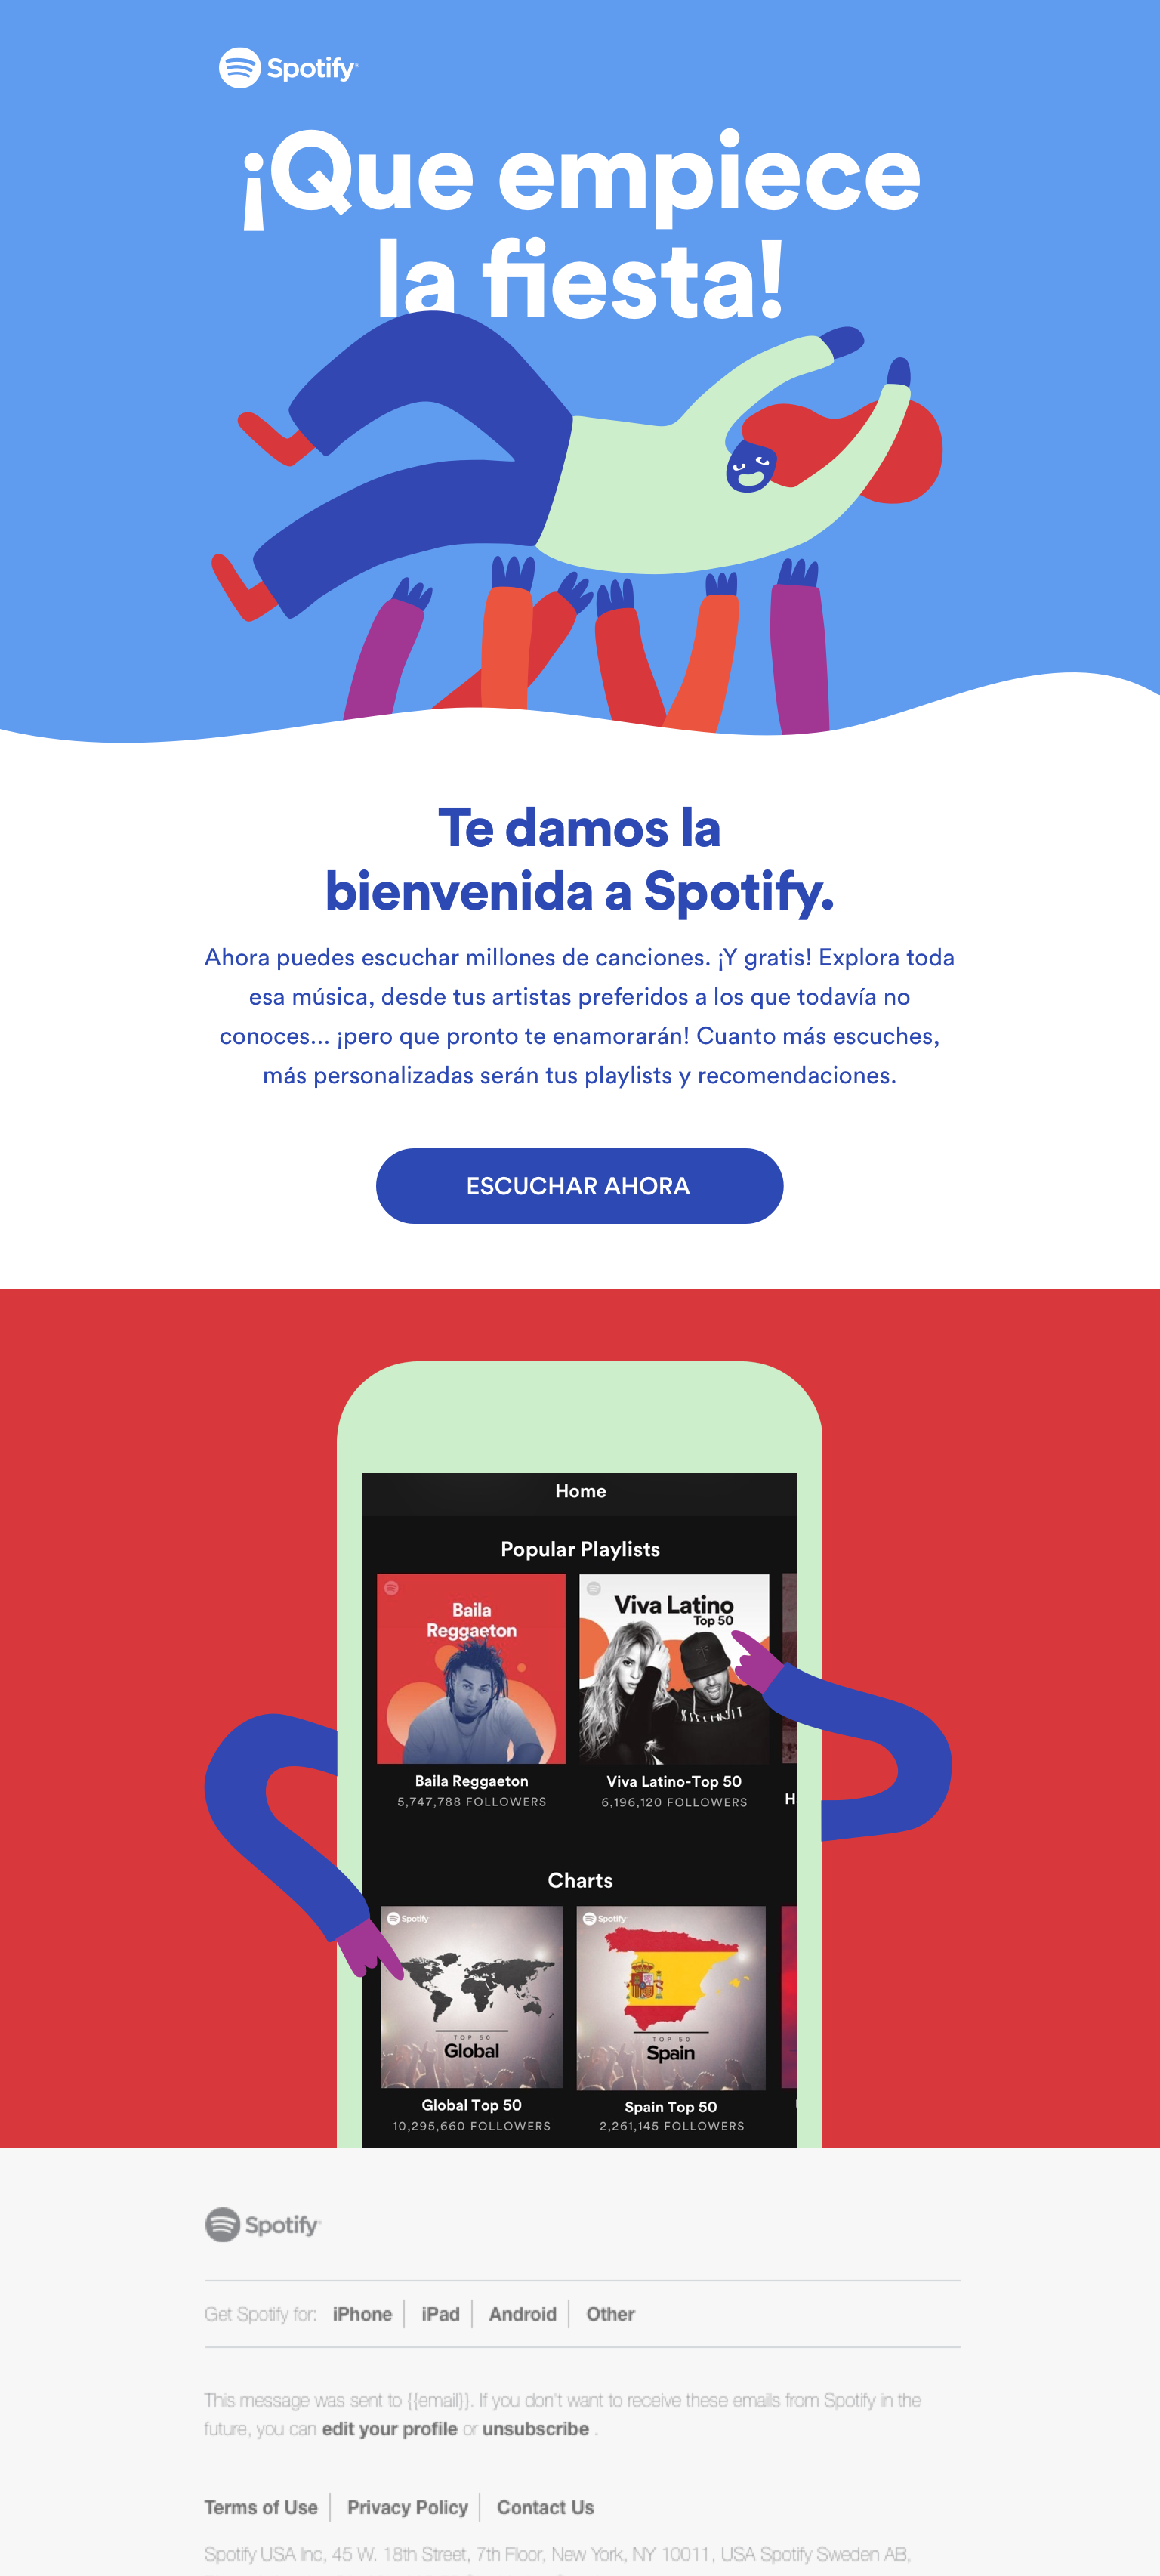 Spotify
¡Que empiece
la fiesta!
Te damos la
bienvenida a Spotify.
Ahora puedes escuchar millones de canciones. ¡Y gratis! Explora toda
esa música, desde tus artistas preferidos a los que todavía no
conoces... ¡pero que pronto te enamorarán! Cuanto más escuches,
más personalizadas serán tus playlists y recomendaciones.
ESCUCHAR AHORA
Home
Popular Playlists
Baila
Reggaeton
Viva Latino
Top 50
Baila Reggaeton
5,747,788 FOLLOWERS
Viva Latino-Top 50
6,196,120 FOLLOWERS
Charts
Spotify
TOP 50
Global
Spotify
TOP 50
Spain
Global Top 50
10,295,660 FOLLOWERS
Spain Top 50
2,261,145 FOLLOWERS
Spotify
Get Spotify for: iPhone iPad Android Other
This message was sent to {{email}}. If you don't want to receive these emails from Spotify in the
future, you can edit your profile or unsubscribe .
Terms of Use Privacy Policy Contact Us
Spotify USA Inc, 45 W. 18th Street, 7th Floor, New York, NY 10011, USA Spotify Sweden AB,